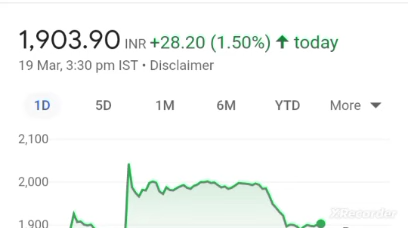 1,903.90 INR +28.20 (1.50%) ↑ today
19 Mar, 3:30 pm IST • Disclaimer
1D 5D 1M 6M YTD More
2,100
2,000
1,900
XRecorder